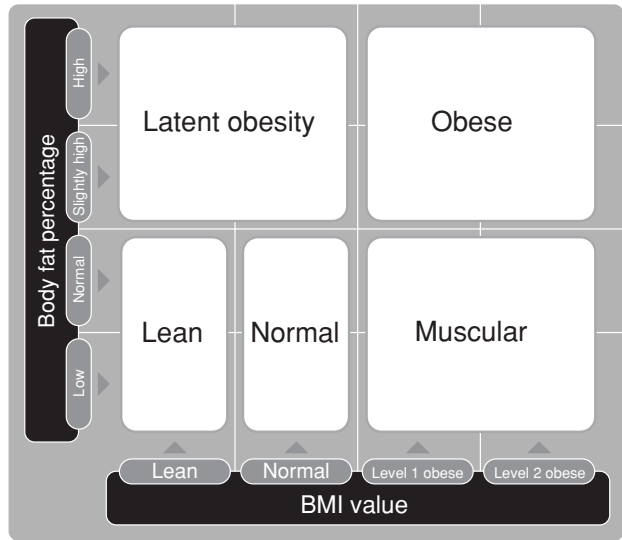 Body fat percentage
High
Slightly high
Normal
Low
Latent obesity
Obese
Lean
Normal
Muscular
Lean
Normal
Level 1 obese
Level 2 obese
BMI value